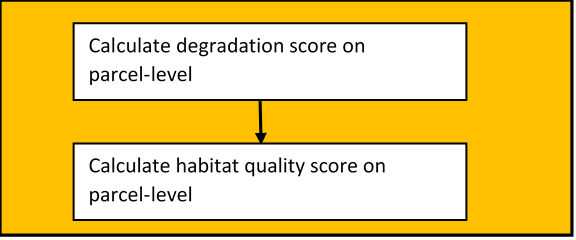 Calculate degradation score on
parcel-level
Calculate habitat quality score on
parcel-level